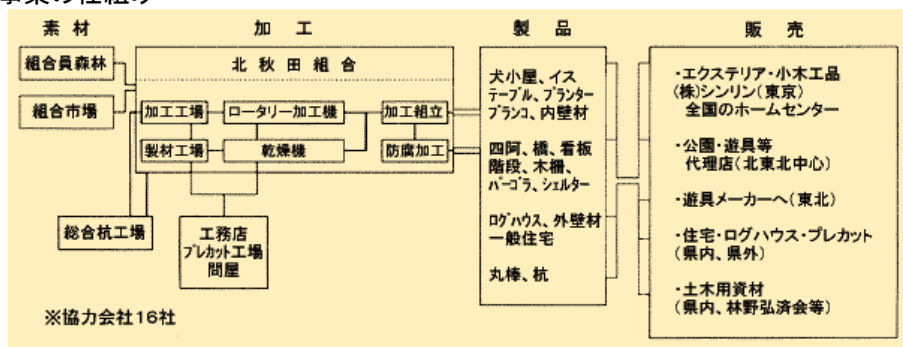 事業の仕組み
素材
加工
製品
販売
組合員森林
組合市場
北秋田組合
加工工場
ロータリー加工機
加工組立
製材工場
乾燥機
防腐加工
総合杭工場
工務店
プレカット工場
問屋
※協力会社16社
犬小屋、イス
テーブル、プランター
ブランコ、内壁材
四阿、橋、看板
階段、木柵、
パーゴラ、シェルター
ログハウス、外壁材
一般住宅
丸棒、杭
・エクステリア・小木工品
(株)シンリン(東京)
全国のホームセンター
・公園・遊具等
代理店(北東北中心)
・遊具メーカーへ(東北)
・住宅・ログハウス・プレカット
(県内、県外)
・土木用資材
(県内、林野弘済会等)